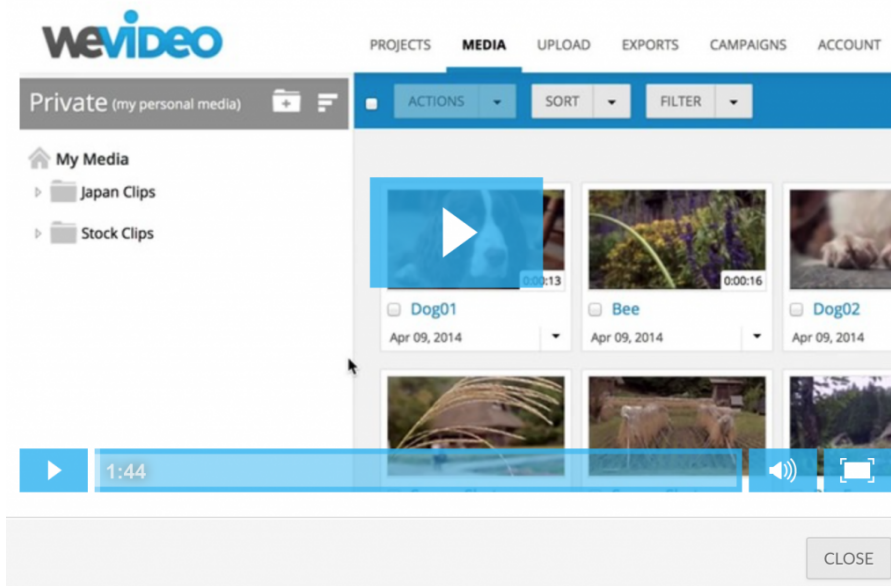 WEVIDEO
PROJECTS MEDIA UPLOAD EXPORTS CAMPAIGNS ACCOUNT
Private (my personal media)
ACTIONS SORT FILTER
My Media
Japan Clips
Stock Clips
0:00:13 0:00:16
Dog01 Bee Dog02
Apr 09, 2014 Apr 09, 2014 Apr 09, 2014
1:44
CLOSE